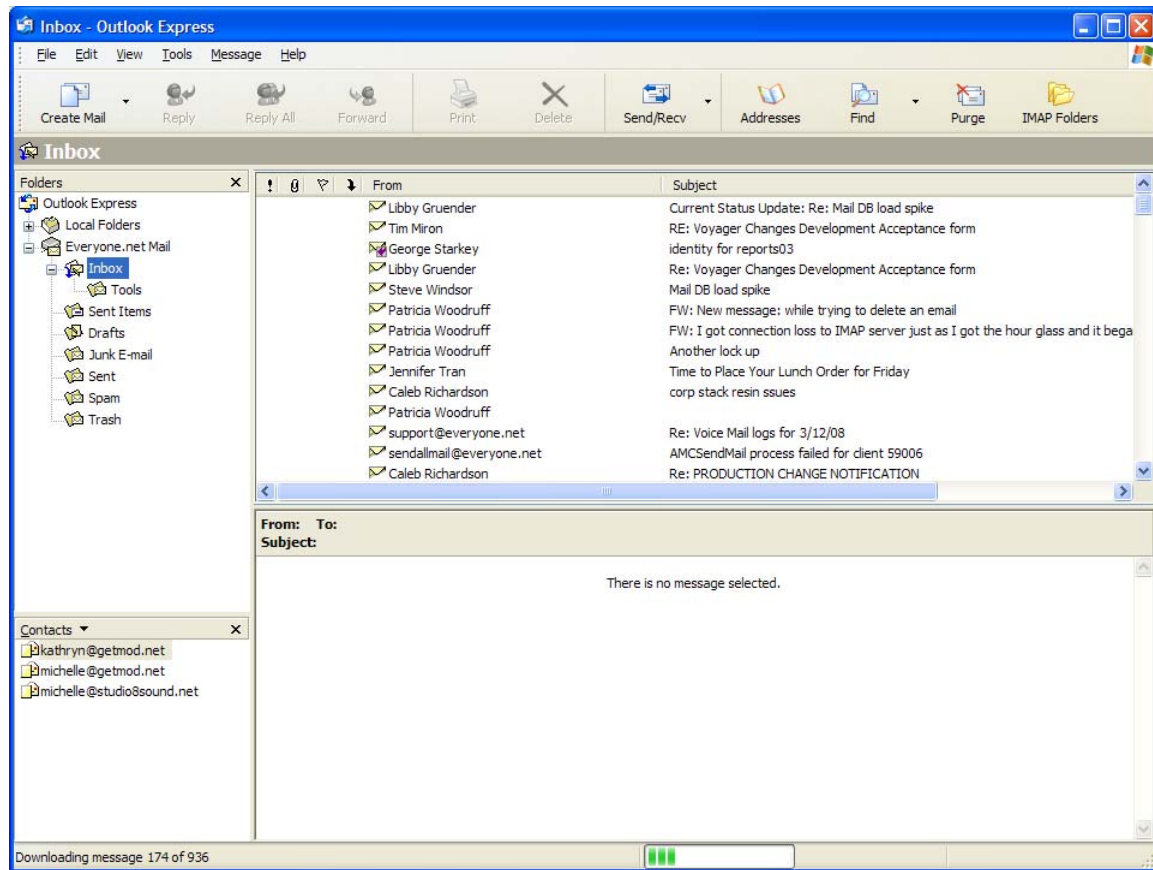 Inbox - Outlook Express
File Edit View Tools Message Help
Create Mail Reply Reply All Forward Print Delete Send/Recv Addresses Find Purge IMAP Folders
Inbox
Folders
Outlook Express
Local Folders
Everyone.net Mail
Inbox
Tools
Sent Items
Drafts
Junk E-mail
Sent
Spam
Trash
! From Subject
Libby Gruender Current Status Update: Re: Mail DB load spike
Tim Miron RE: Voyager Changes Development Acceptance form
George Starkey identity for reports03
Libby Gruender Re: Voyager Changes Development Acceptance form
Steve Windsor Mail DB load spike
Patricia Woodruff FW: New message: while trying to delete an email
Patricia Woodruff FW: I got connection loss to IMAP server just as I got the hour glass and it bega
Patricia Woodruff Another lock up
Jennifer Tran Time to Place Your Lunch Order for Friday
Caleb Richardson corp stack resin ssues
Patricia Woodruff
support@everyone.net Re: Voice Mail logs for 3/12/08
sendallmail@everyone.net AMCSendMail process failed for client 59006
Caleb Richardson Re: PRODUCTION CHANGE NOTIFICATION
From: To:
Subject:
There is no message selected.
Contacts
kathryn@getmod.net
michelle@getmod.net
michelle@studio8sound.net
Downloading message 174 of 936